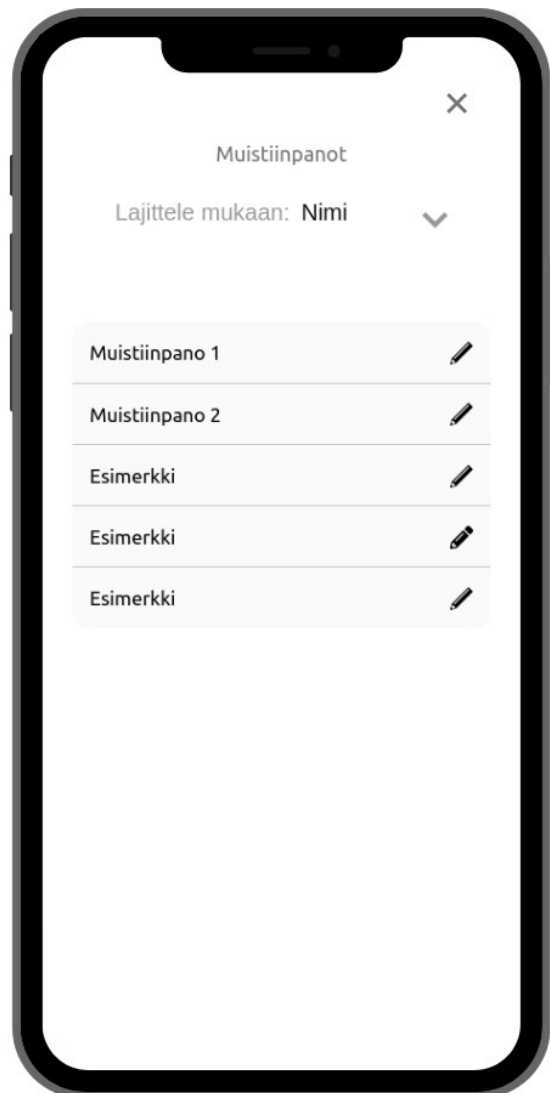 Muistiinpanot
Lajittele mukaan: Nimi
Muistiinpano 1
Muistiinpano 2
Esimerkki
Esimerkki
Esimerkki